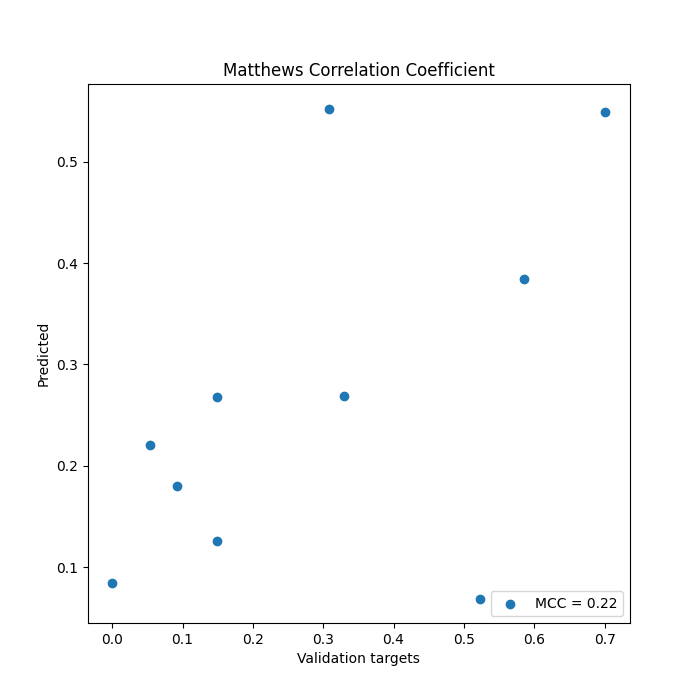 Matthews Correlation Coefficient
Predicted
0.5
0.4
0.3
0.2
0.1
MCC = 0.22
0.0 0.1 0.2 0.3 0.4 0.5 0.6 0.7
Validation targets